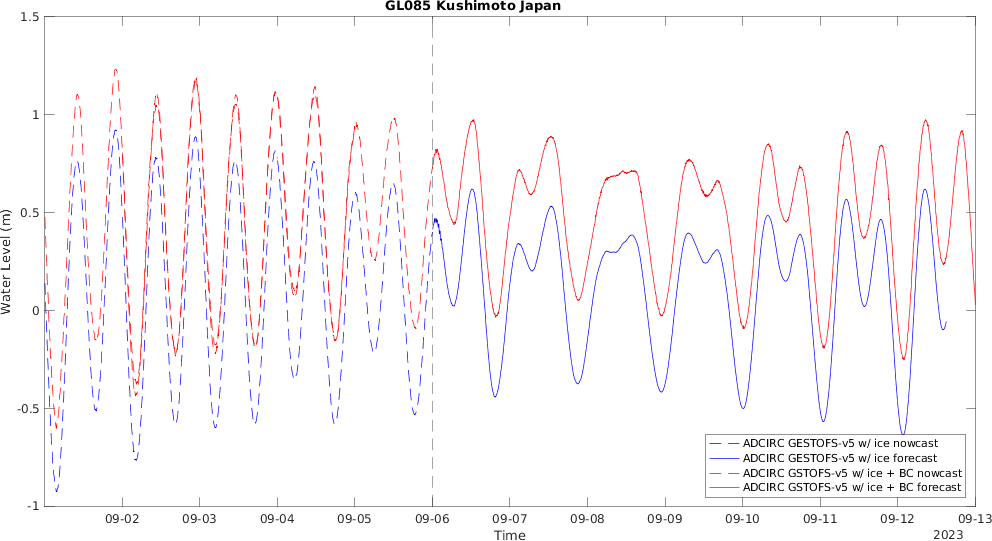 GL085 Kushimoto Japan
1.5
1
0.5
0
-0.5
-1
Water Level (m)
09-02
09-03
09-04
09-05
09-06
09-07
09-08
09-09
09-10
09-11
09-12
09-13
Time
2023
ADCIRC GESTOFS-v5 w/ ice nowcast
ADCIRC GESTOFS-v5 w/ ice forecast
ADCIRC GSTOFS-v5 w/ ice + BC nowcast
ADCIRC GSTOFS-v5 w/ ice + BC forecast